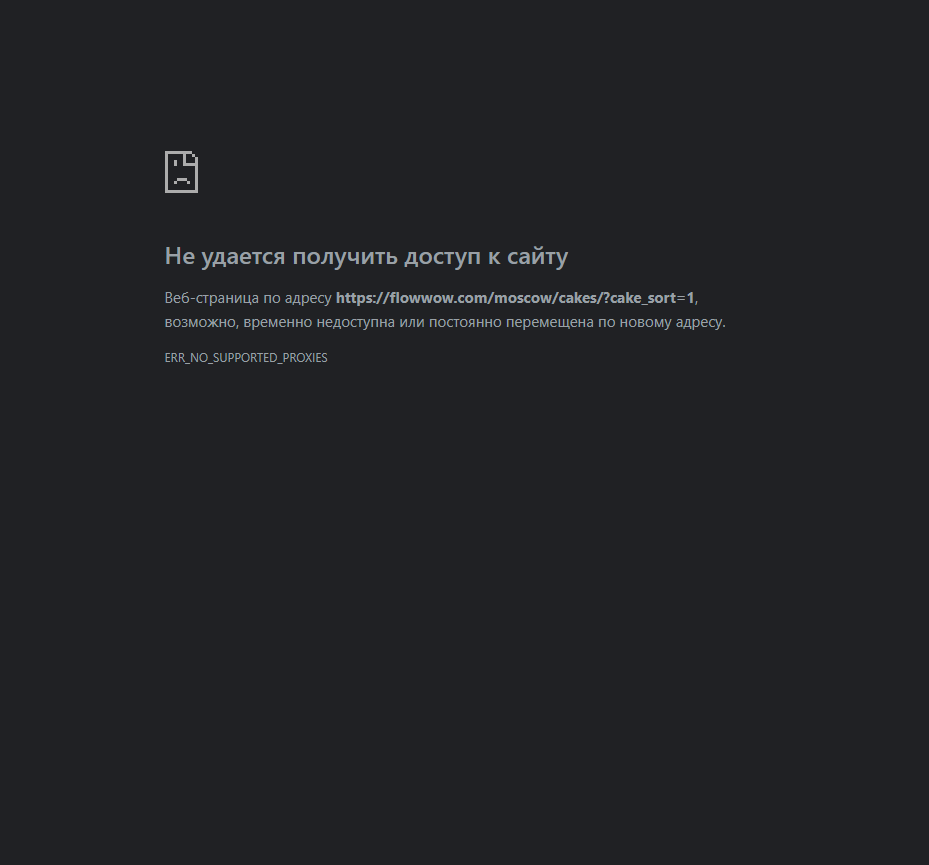 Не удается получить доступ к сайту
Веб-страница по адресу https://flowwow.com/moscow/cakes/?cake_sort=1,
возможно, временно недоступна или постоянно перемещена по новому адресу.
ERR_NO_SUPPORTED_PROXIES